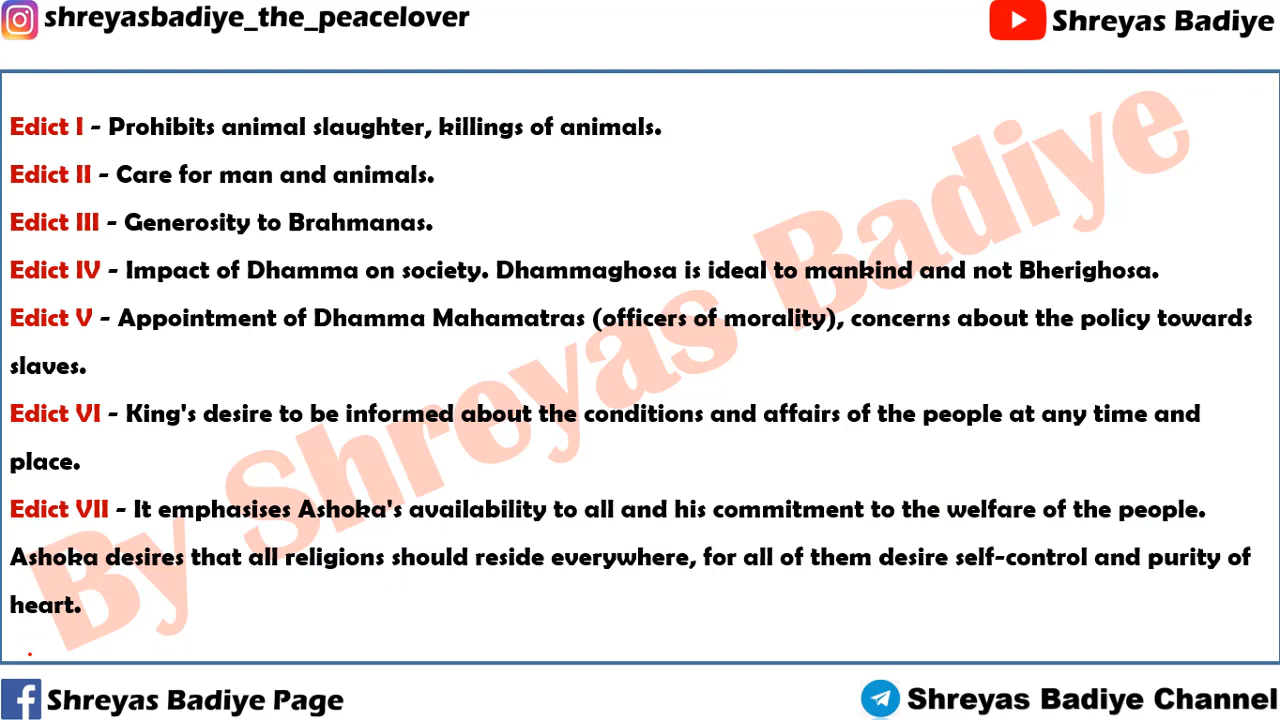 shreyasbadiye_the_peacelover
Shreyas Badiye
Edict I - Prohibits animal slaughter, killings of animals.
Edict II - Care for man and animals.
Edict III - Generosity to Brahmanas.
Edict IV - Impact of Dhamma on society. Dhammaghosa is ideal to mankind and not Bherighosa.
Edict V - Appointment of Dhamma Mahamatras (officers of morality), concerns about the policy towards
slaves.
Edict VI - King's desire to be informed about the conditions and affairs of the people at any time and
place.
Edict VII - It emphasises Ashoka's availability to all and his commitment to the welfare of the people.
Ashoka desires that all religions should reside everywhere, for all of them desire self-control and purity of
heart.
By Shreyas Badiye
Shreyas Badiye Page
Shreyas Badiye Channel